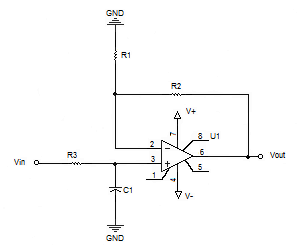 GND
R1
R2
V+
7
8 U1
2
6 Vout
Vin R3 3
1 5
4
C1 V-
GND